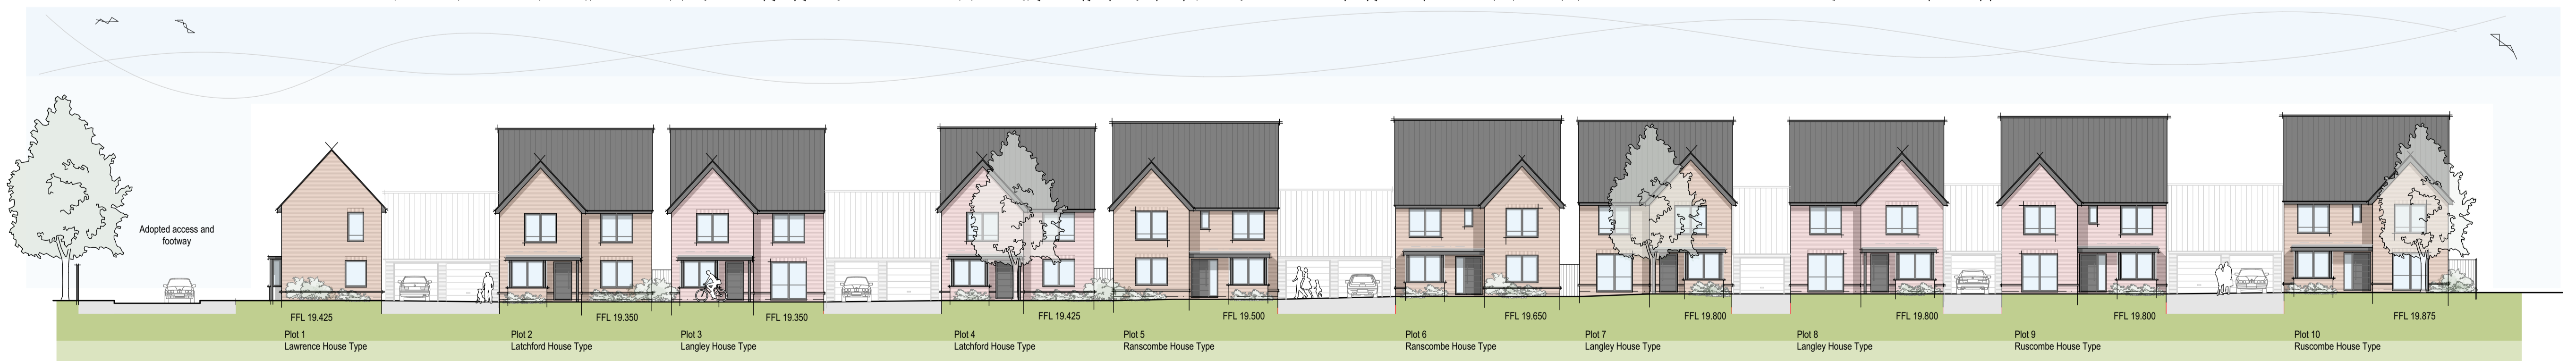 Adopted access and
footway
FFL 19.425
Plot 1
Lawrence House Type
FFL 19.350
Plot 2
Latchford House Type
FFL 19.350
Plot 3
Langley House Type
FFL 19.425
Plot 4
Latchford House Type
FFL 19.500
Plot 5
Ranscombe House Type
FFL 19.650
Plot 6
Ranscombe House Type
FFL 19.800
Plot 7
Langley House Type
FFL 19.800
Plot 8
Langley House Type
FFL 19.800
Plot 9
Ruscombe House Type
FFL 19.875
Plot 10
Ruscombe House Type